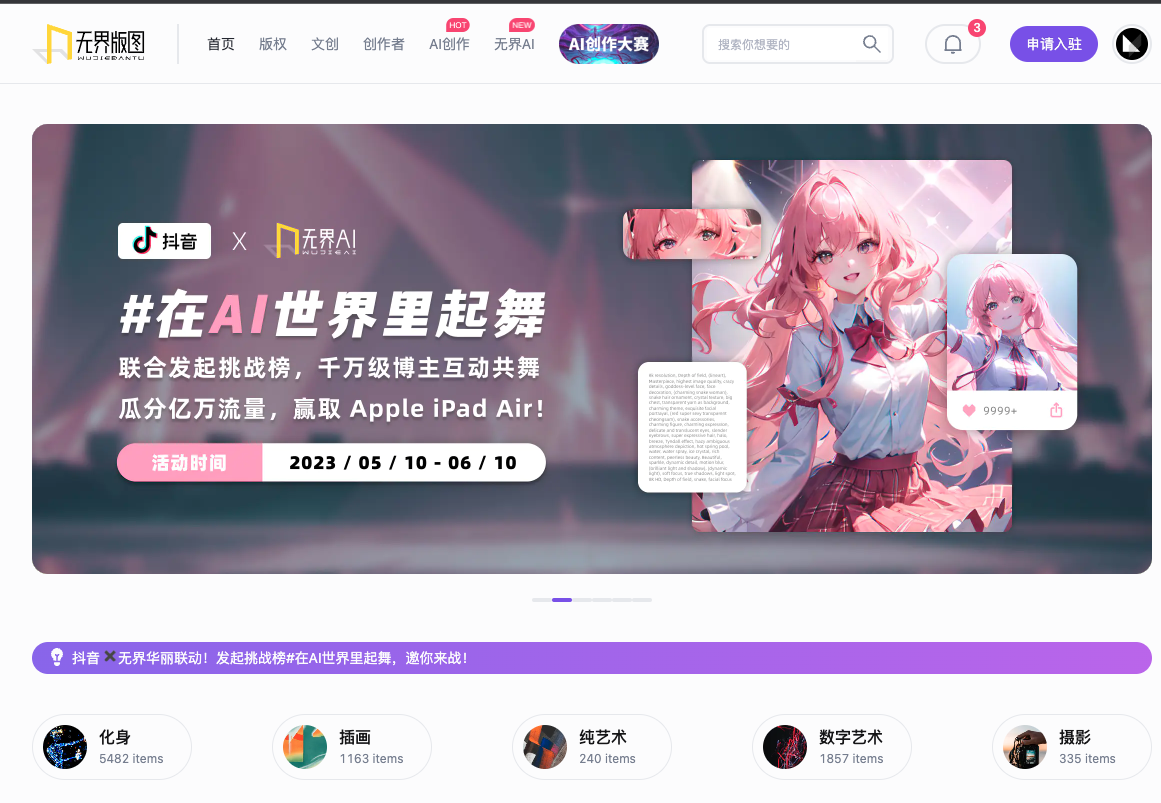 无界版图
WUJIEBANTU
首页
版权
文创
创作者
AI创作
HOT
无界AI
NEW
AI创作大赛
搜索你想要的
3
申请入驻
抖音 X 无界AI
WUJIEAI
#在AI世界里起舞
联合发起挑战榜，千万级博主互动共舞
瓜分亿万流量，赢取 Apple iPad Air!
活动时间 2023 / 05 / 10 - 06 / 10
9999+
抖音✖无界华丽联动！发起挑战榜#在AI世界里起舞，邀你来战！
化身
5482 items
插画
1163 items
纯艺术
240 items
数字艺术
1857 items
摄影
335 items